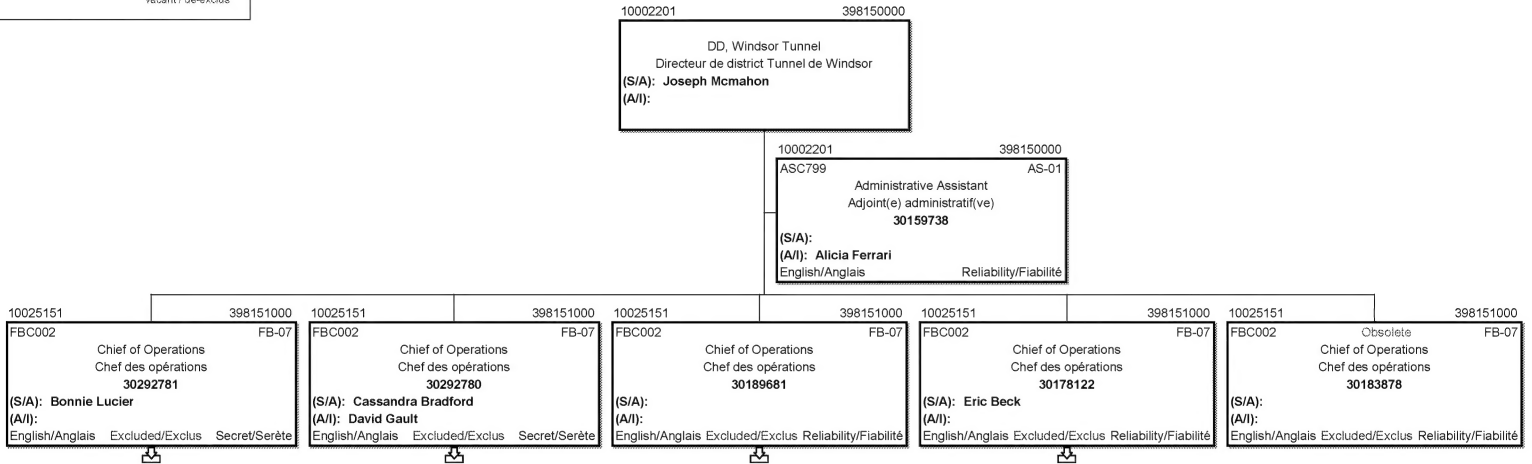 vacant / de-exclus
10002201 398150000
DD, Windsor Tunnel
Directeur de district Tunnel de Windsor
(S/A): Joseph Mcmahon
(A/I):
10002201 398150000
ASC799 AS-01
Administrative Assistant
Adjoint(e) administratif(ve)
30159738
(S/A):
(A/I): Alicia Ferrari
English/Anglais Reliability/Fiabilité
10025151 398151000
FBC002 FB-07
Chief of Operations
Chef des opérations
30292781
(S/A): Bonnie Lucier
(A/I):
English/Anglais Excluded/Exclus Secret/Serète
10025151 398151000
FBC002 FB-07
Chief of Operations
Chef des opérations
30292780
(S/A): Cassandra Bradford
(A/I): David Gault
English/Anglais Excluded/Exclus Secret/Serète
10025151 398151000
FBC002 FB-07
Chief of Operations
Chef des opérations
30189681
(S/A):
(A/I):
English/Anglais Excluded/Exclus Reliability/Fiabilité
10025151 398151000
FBC002 FB-07
Chief of Operations
Chef des opérations
30178122
(S/A): Eric Beck
(A/I):
English/Anglais Excluded/Exclus Reliability/Fiabilité
10025151 398151000
FBC002 Obsolete FB-07
Chief of Operations
Chef des opérations
30183878
(S/A):
(A/I):
English/Anglais Excluded/Exclus Reliability/Fiabilité